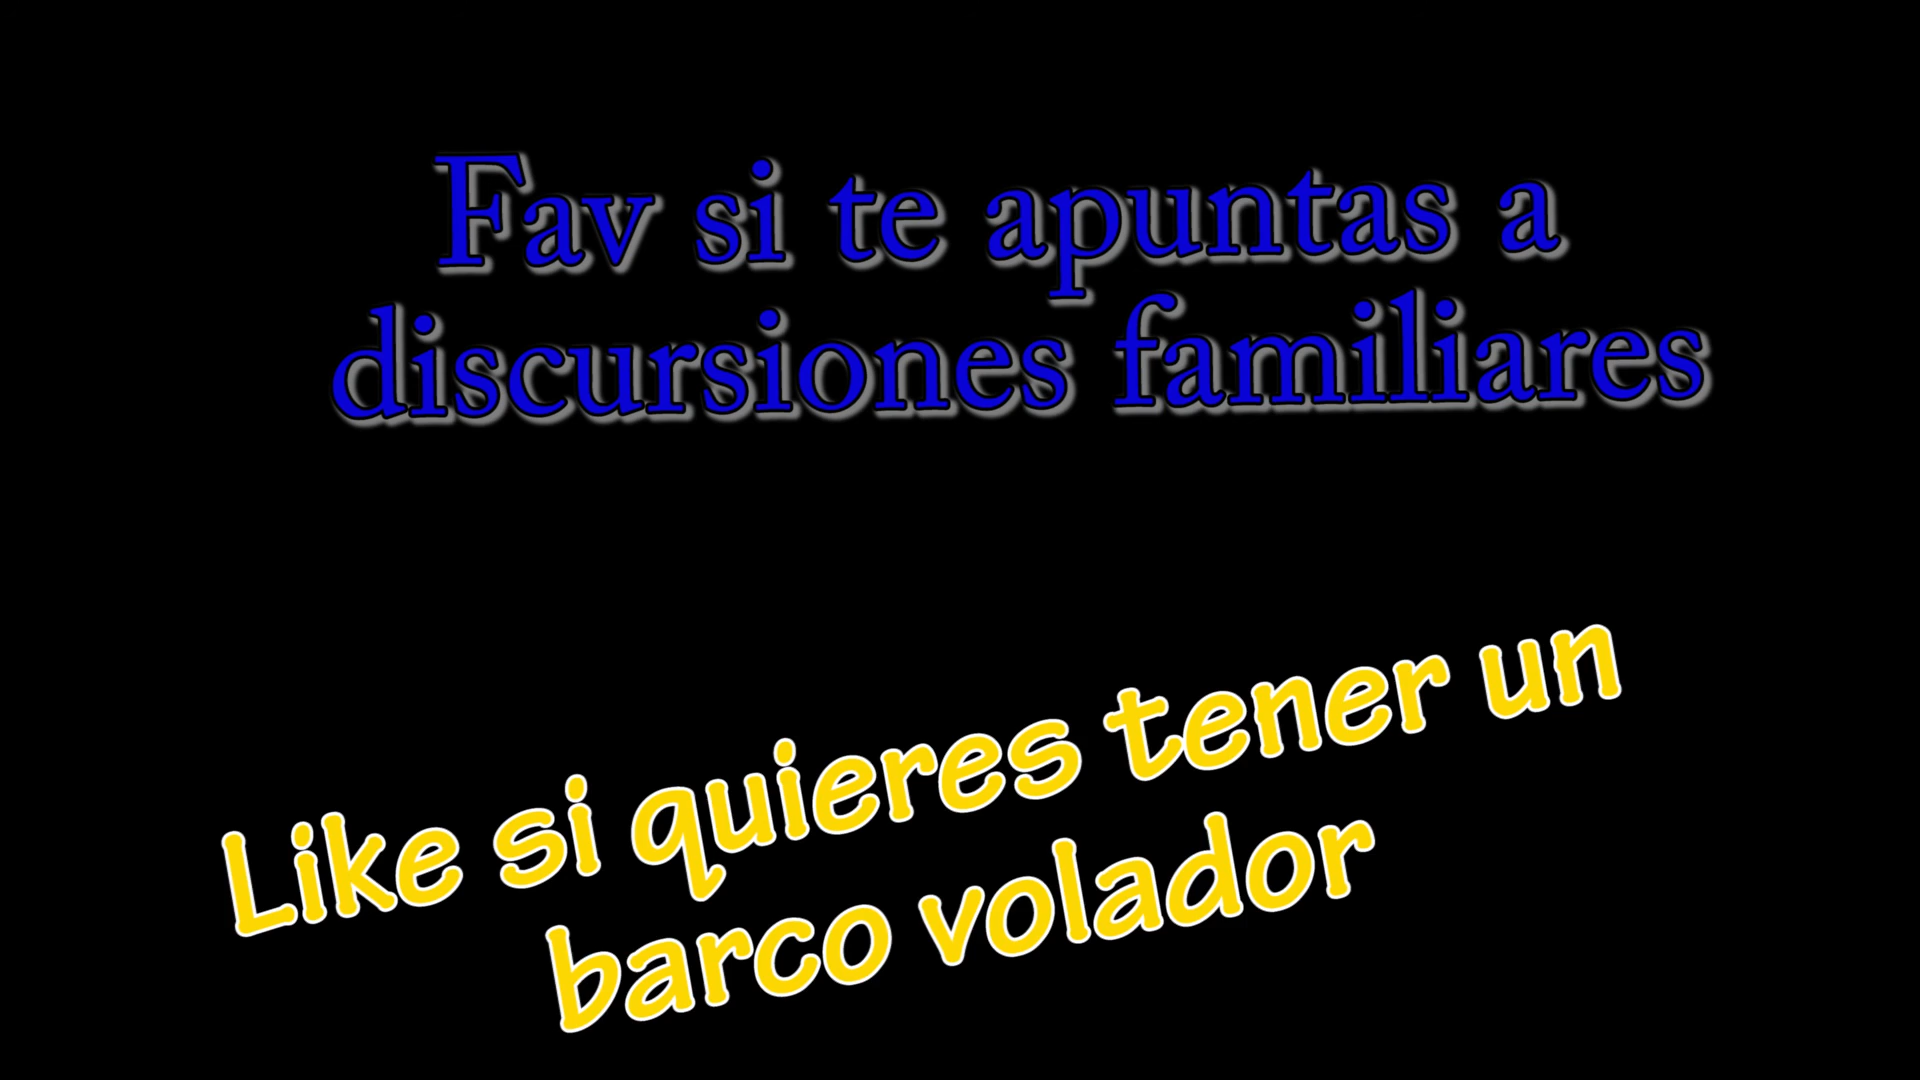 Fav si te apuntas a
discursiones familiares
Like si quieres tener un
barco volador